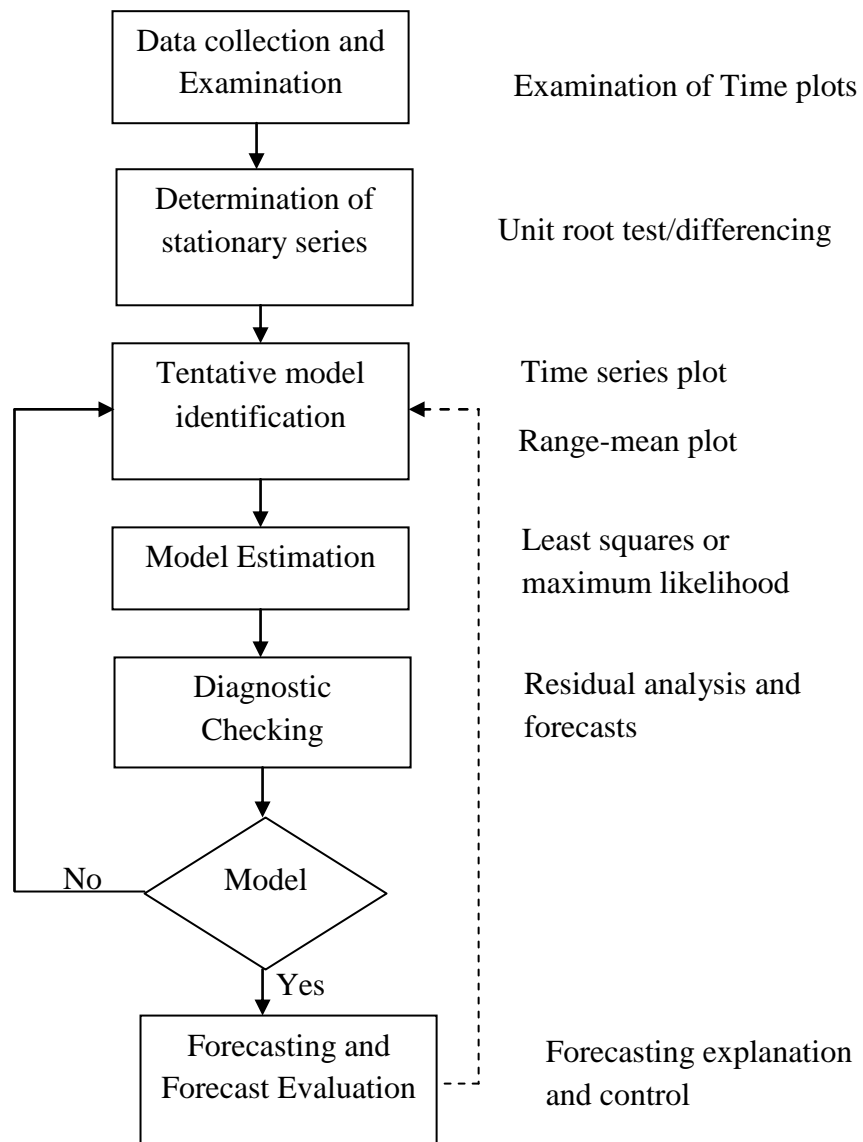 Data collection and
Examination
Examination of Time plots
Determination of
stationary series
Unit root test/differencing
Tentative model
identification
Time series plot
Range-mean plot
Model Estimation
Least squares or
maximum likelihood
Diagnostic
Checking
Residual analysis and
forecasts
Model
No
Yes
Forecasting and
Forecast Evaluation
Forecasting explanation
and control